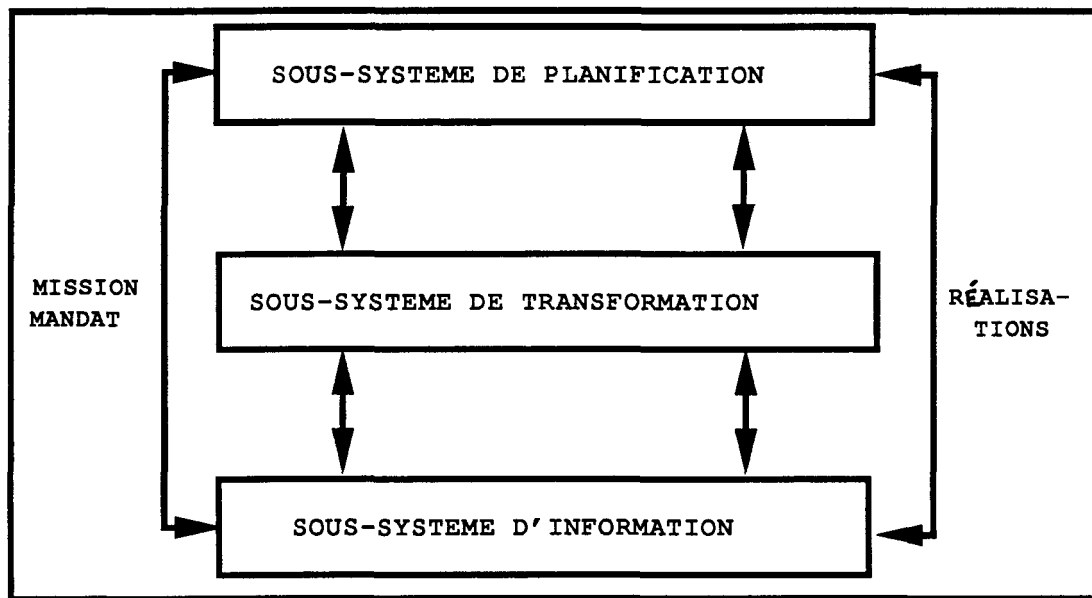 SOUS-SYSTEME DE PLANIFICATION
MISSION
MANDAT
SOUS-SYSTEME DE TRANSFORMATION
RÉALISA-
TIONS
SOUS-SYSTEME D'INFORMATION